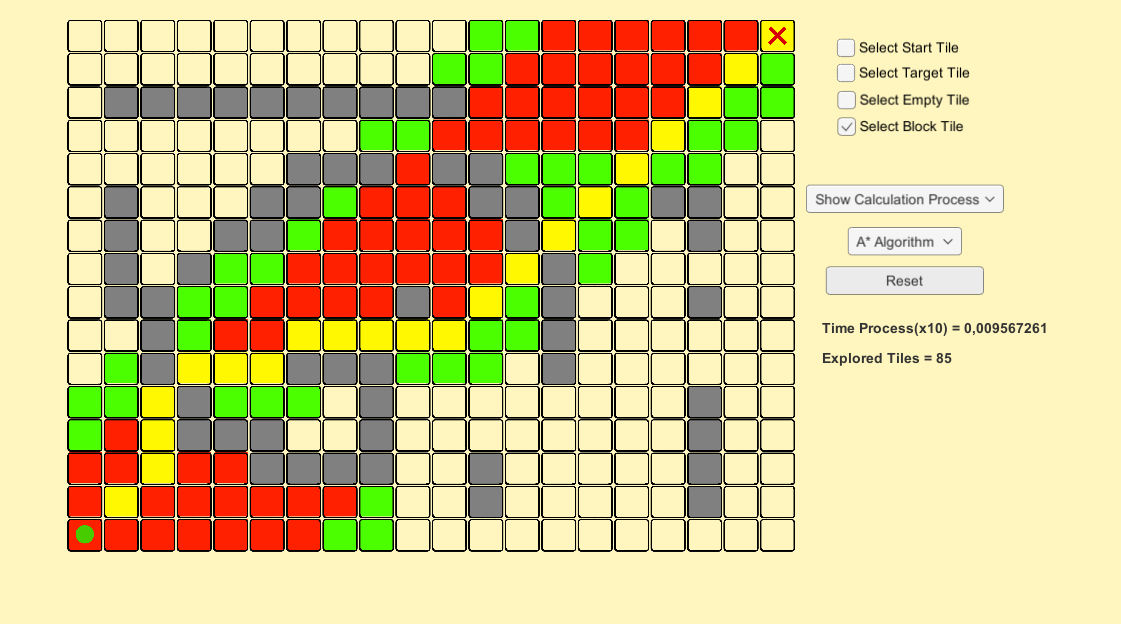 Select Start Tile
Select Target Tile
Select Empty Tile
Select Block Tile
Show Calculation Process
A* Algorithm
Reset
Time Process(x10) = 0,009567261
Explored Tiles = 85